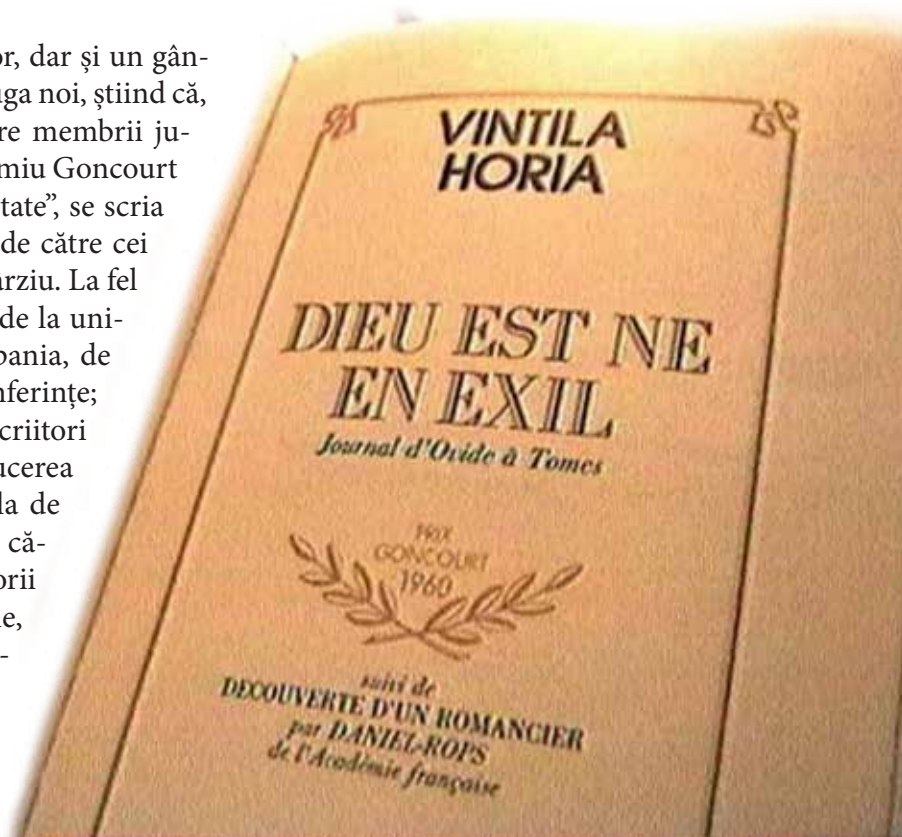 or, dar și un gân-
uga noi, știind că,
re membrii ju-
miu Goncourt
tate”, se scria
de către cei
ârziu. La fel
de la uni-
pania, de
nferințe;
criitori
ucerea
la de
că-
orii
e,
-
VINTILA
HORIA
DIEU EST NE
EN EXIL
Journal d'Ovide à Tomes
PRIX
GONCOURT
1960
suivi de
DECOUVERTE D'UN ROMANCIER
par DANIEL-ROPS
de l'Académie française